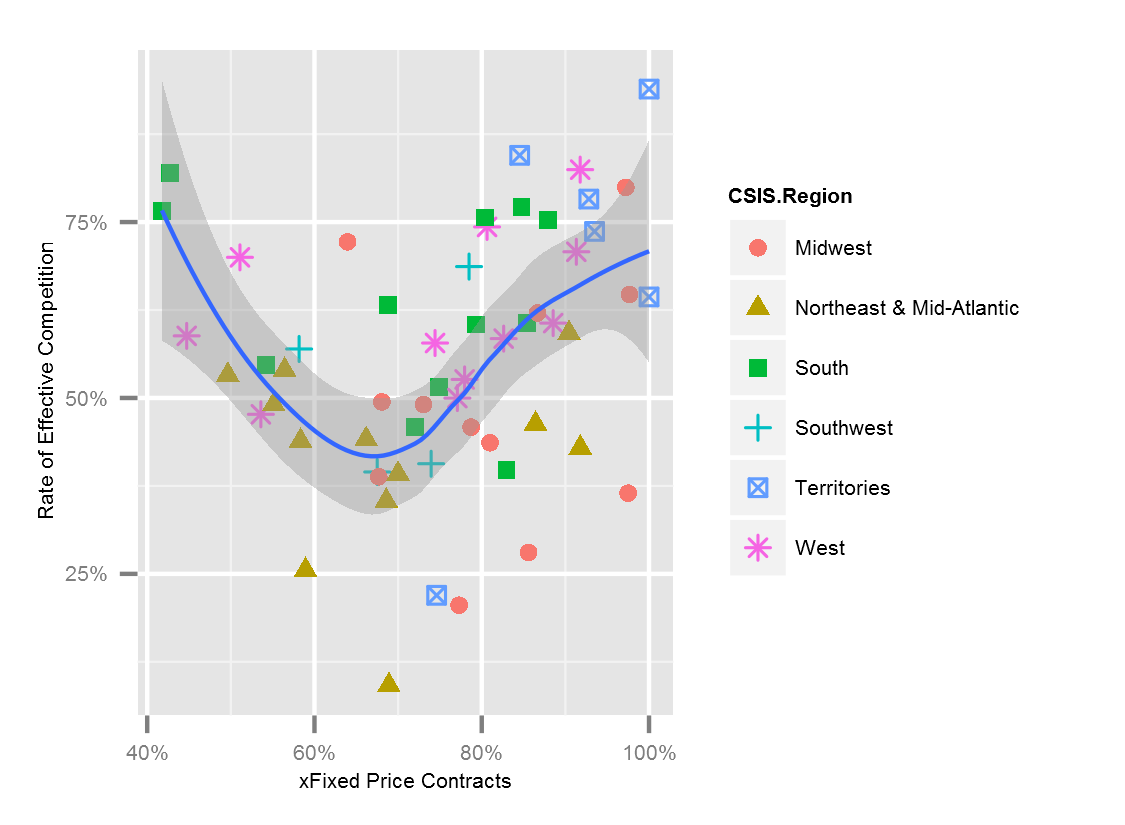 Rate of Effective Competition
75%
50%
25%
40%
60%
80%
100%
xFixed Price Contracts
CSIS.Region
Midwest
Northeast & Mid-Atlantic
South
Southwest
Territories
West